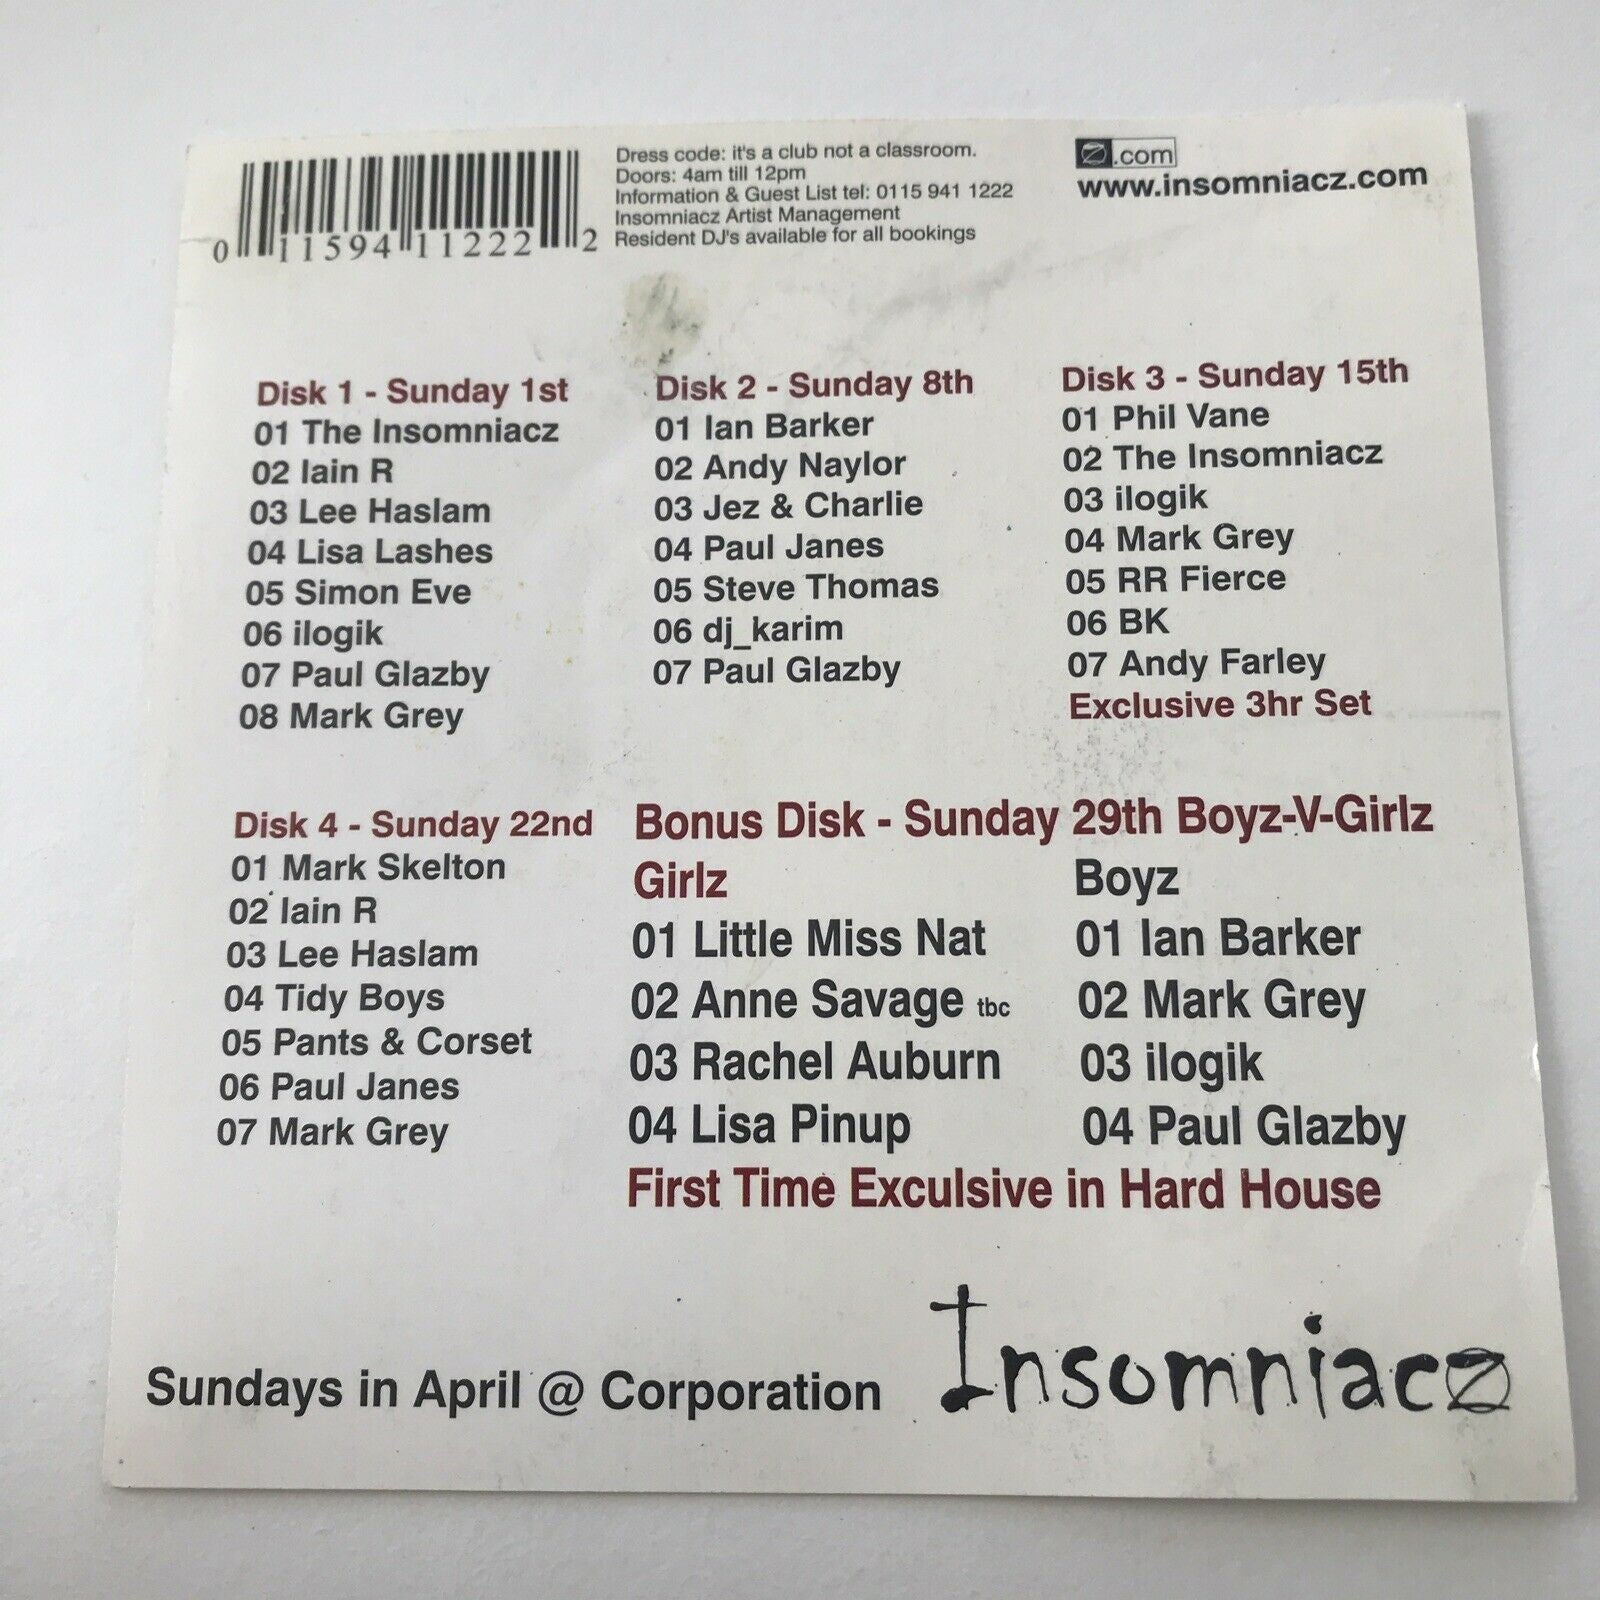 0 11594 11222 2
Dress code: it's a club not a classroom.
Doors: 4am till 12pm
Information & Guest List tel: 0115 941 1222
Insomniacz Artist Management
Resident DJ's available for all bookings
Z.com
www.insomniacz.com
Disk 1 - Sunday 1st
01 The Insomniacz
02 Iain R
03 Lee Haslam
04 Lisa Lashes
05 Simon Eve
06 ilogik
07 Paul Glazby
08 Mark Grey
Disk 2 - Sunday 8th
01 Ian Barker
02 Andy Naylor
03 Jez & Charlie
04 Paul Janes
05 Steve Thomas
06 dj_karim
07 Paul Glazby
Disk 3 - Sunday 15th
01 Phil Vane
02 The Insomniacz
03 ilogik
04 Mark Grey
05 RR Fierce
06 BK
07 Andy Farley
Exclusive 3hr Set
Disk 4 - Sunday 22nd
01 Mark Skelton
02 Iain R
03 Lee Haslam
04 Tidy Boys
05 Pants & Corset
06 Paul Janes
07 Mark Grey
Bonus Disk - Sunday 29th Boyz-V-Girlz
Girlz
01 Little Miss Nat
02 Anne Savage tbc
03 Rachel Auburn
04 Lisa Pinup
Boyz
01 Ian Barker
02 Mark Grey
03 ilogik
04 Paul Glazby
First Time Exculsive in Hard House
Sundays in April @ Corporation
Insomniacz